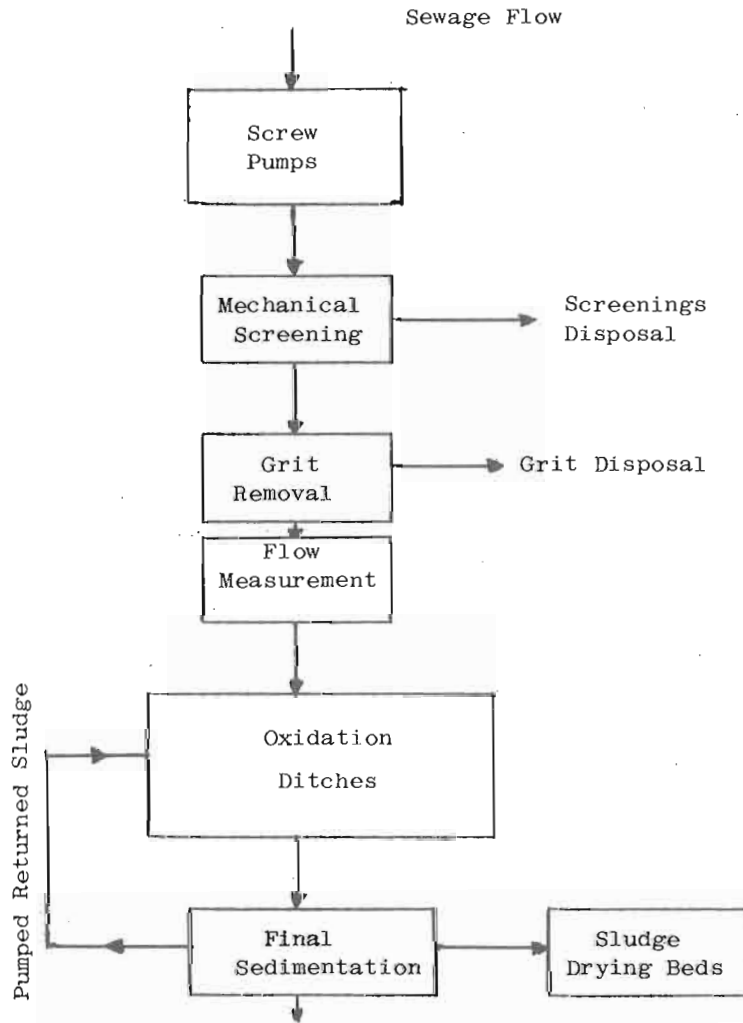 Sewage Flow
Screw
Pumps
Mechanical
Screening
Screenings
Disposal
Grit
Removal
Grit Disposal
Flow
Measurement
Oxidation
Ditches
Pumped Returned Sludge
Final
Sedimentation
Sludge
Drying Beds